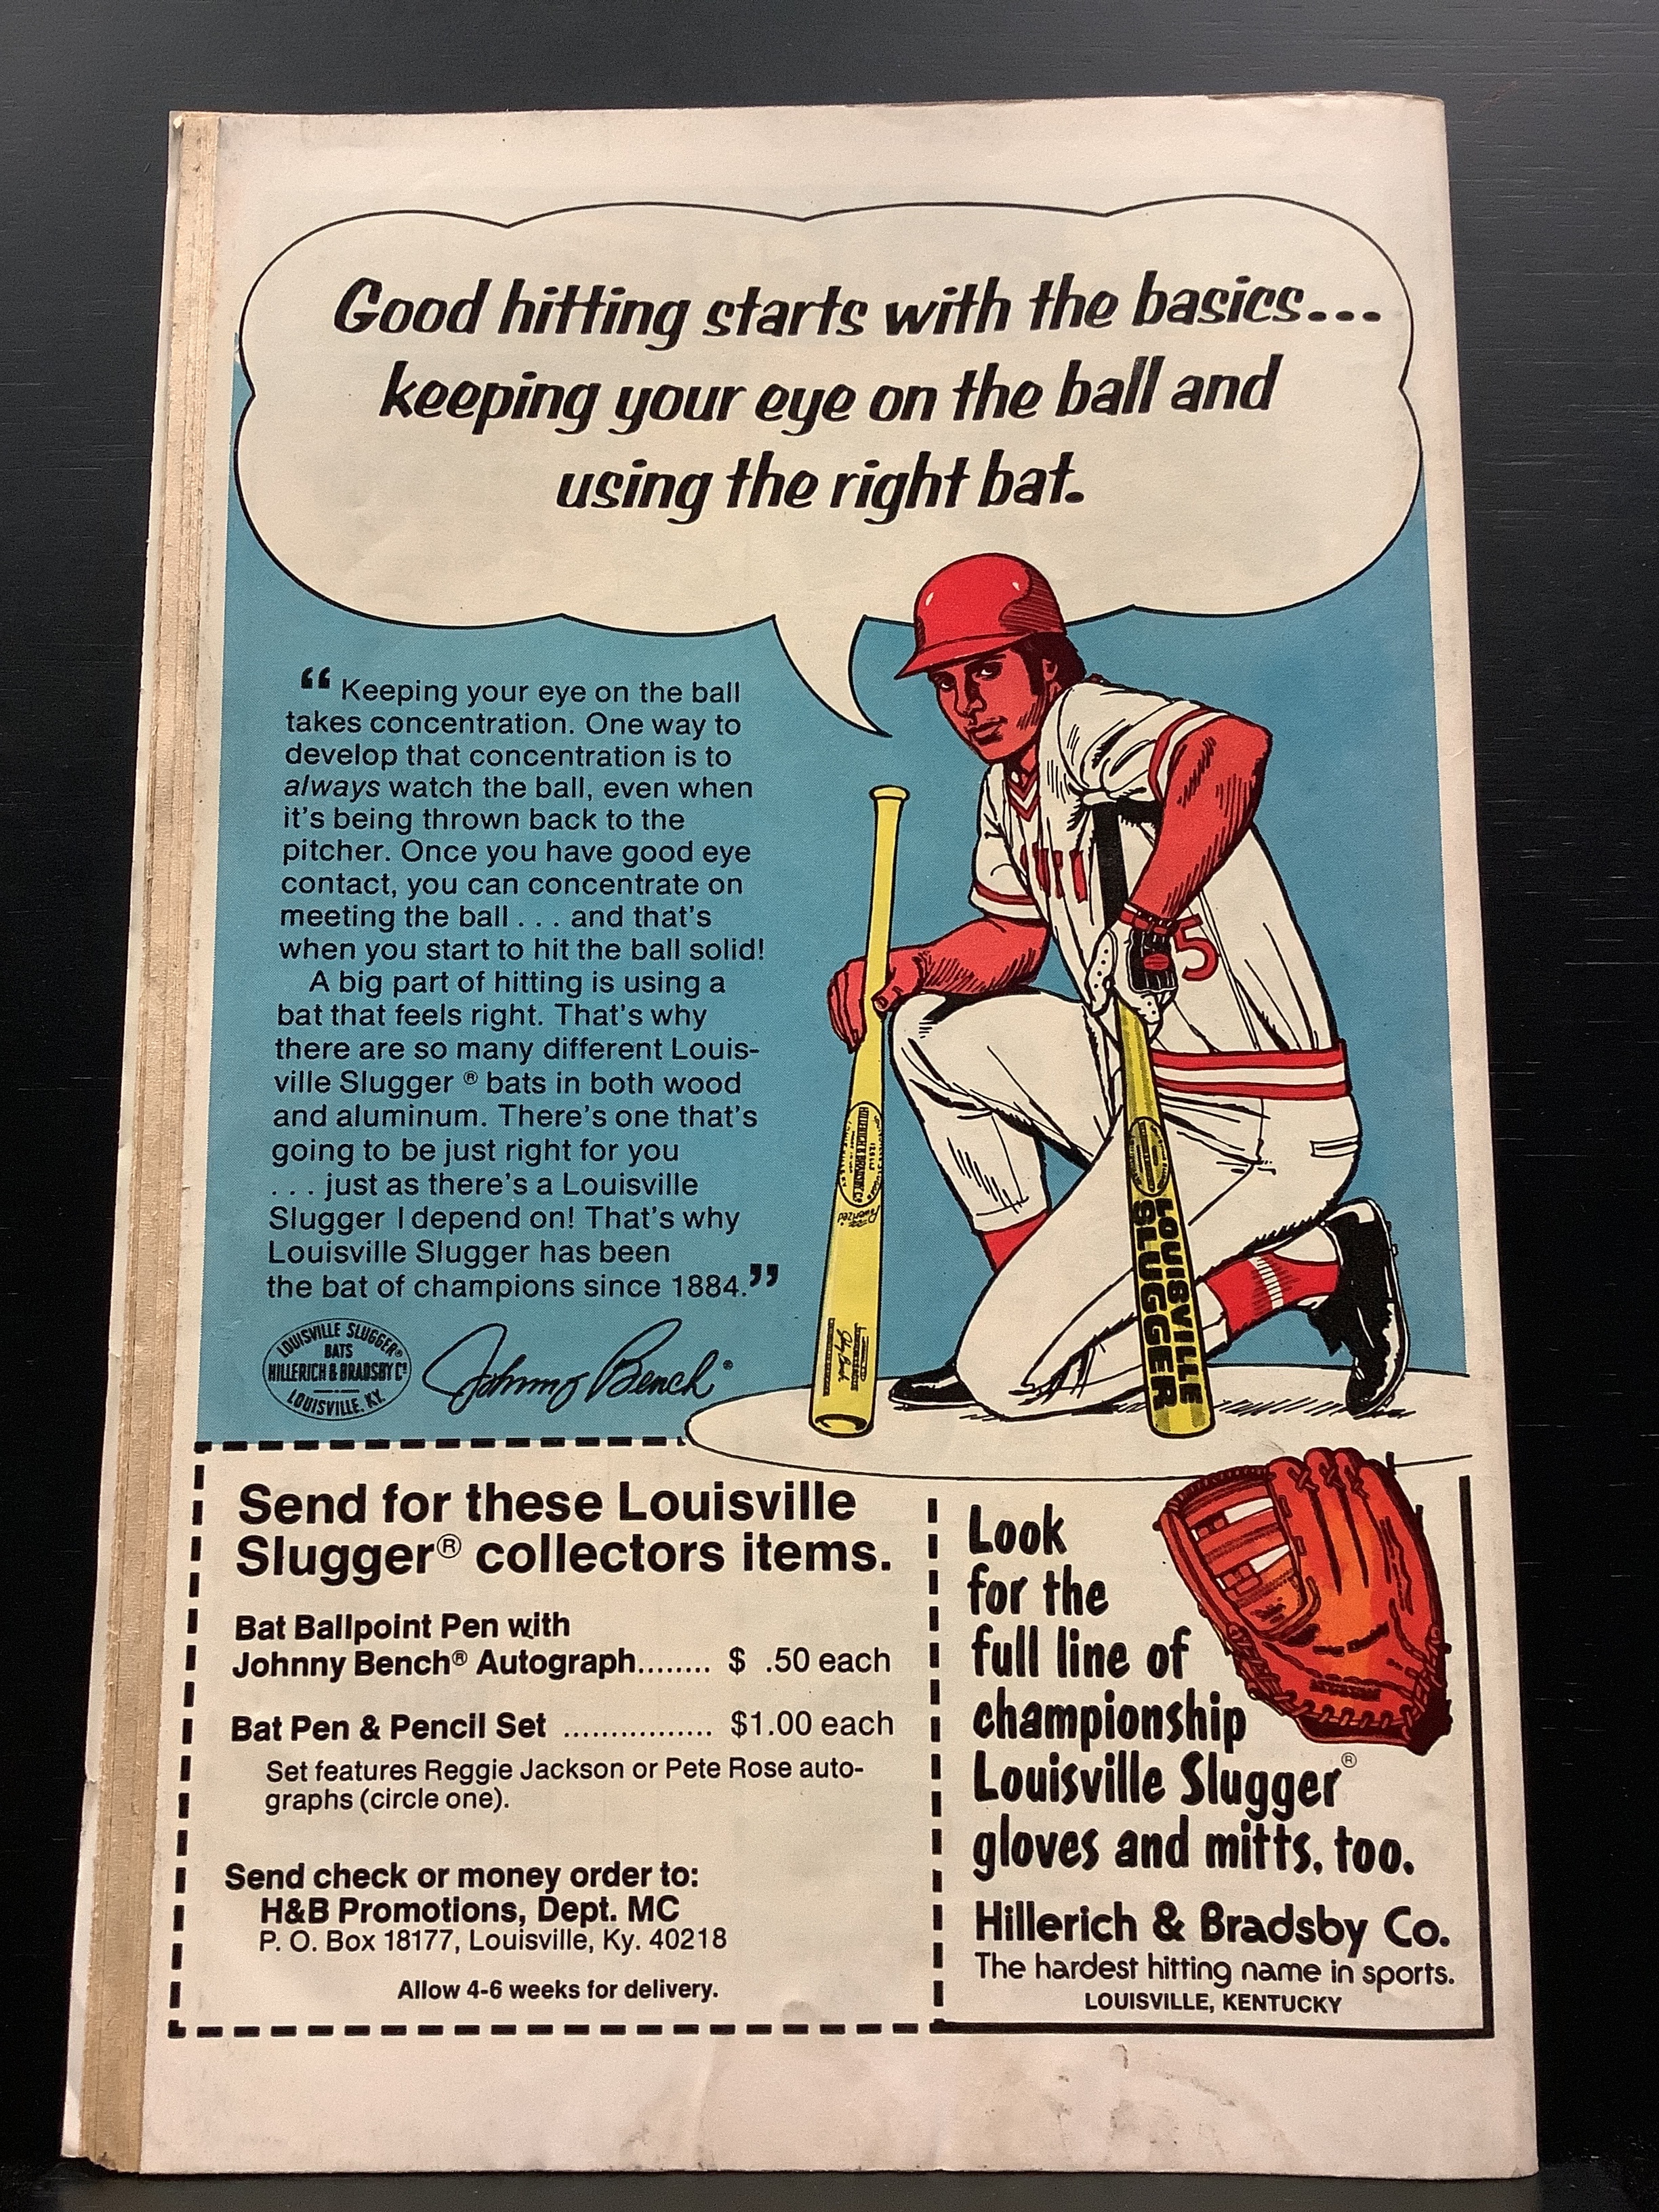 Good hitting starts with the basics...
keeping your eye on the ball and
using the right bat.
“ Keeping your eye on the ball
takes concentration. One way to
develop that concentration is to
always watch the ball, even when
it's being thrown back to the
pitcher. Once you have good eye
contact, you can concentrate on
meeting the ball . . . and that's
when you start to hit the ball solid!
A big part of hitting is using a
bat that feels right. That's why
there are so many different Louis-
ville Slugger ® bats in both wood
and aluminum. There's one that's
going to be just right for you
. . . just as there's a Louisville
Slugger I depend on! That's why
Louisville Slugger has been
the bat of champions since 1884.”
LOUISVILLE SLUGGER®
BATS
HILLERICH & BRADSBY Cº
LOUISVILLE. KY.
Johnny Bench®
5
HILLERICH & BRADSBY Cº
Powerized
LOUISVILLE
SLUGGER
Send for these Louisville
Slugger® collectors items.
Bat Ballpoint Pen with
Johnny Bench® Autograph........ $ .50 each
Bat Pen & Pencil Set ................ $1.00 each
Set features Reggie Jackson or Pete Rose auto-
graphs (circle one).
Send check or money order to:
H&B Promotions, Dept. MC
P. O. Box 18177, Louisville, Ky. 40218
Allow 4-6 weeks for delivery.
Look
for the
full line of
championship
Louisville Slugger®
gloves and mitts, too.
Hillerich & Bradsby Co.
The hardest hitting name in sports.
LOUISVILLE, KENTUCKY